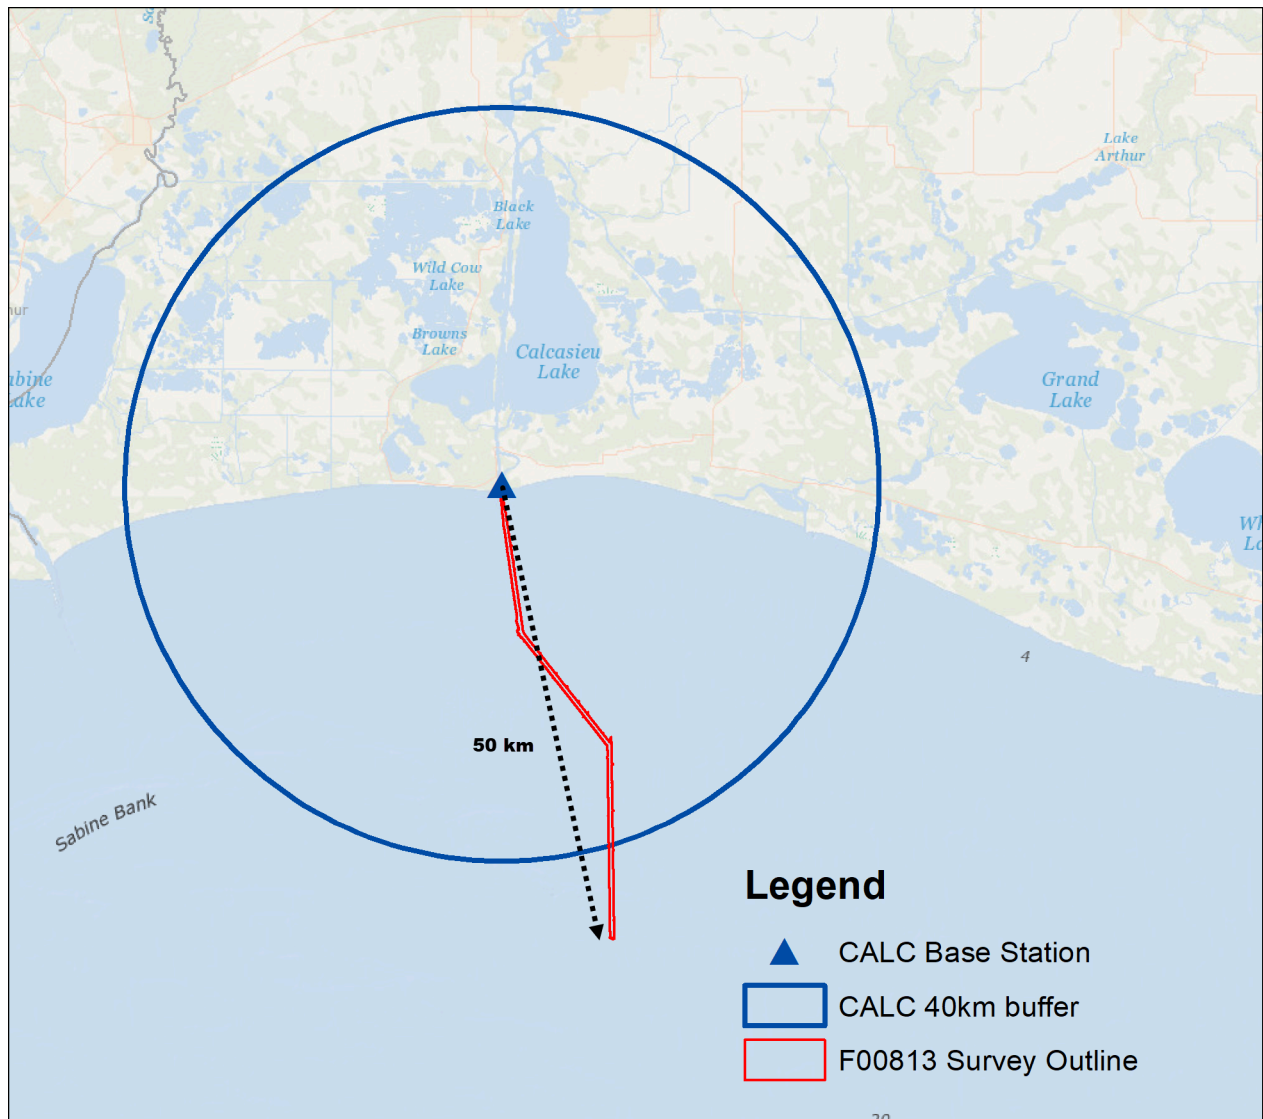 Lake
Arthur
Black
Lake
Wild Cow
Lake
Browns
Lake
Calcasieu
Lake
Grand
Lake
4
50 km
Sabine Bank
Legend
CALC Base Station
CALC 40km buffer
F00813 Survey Outline